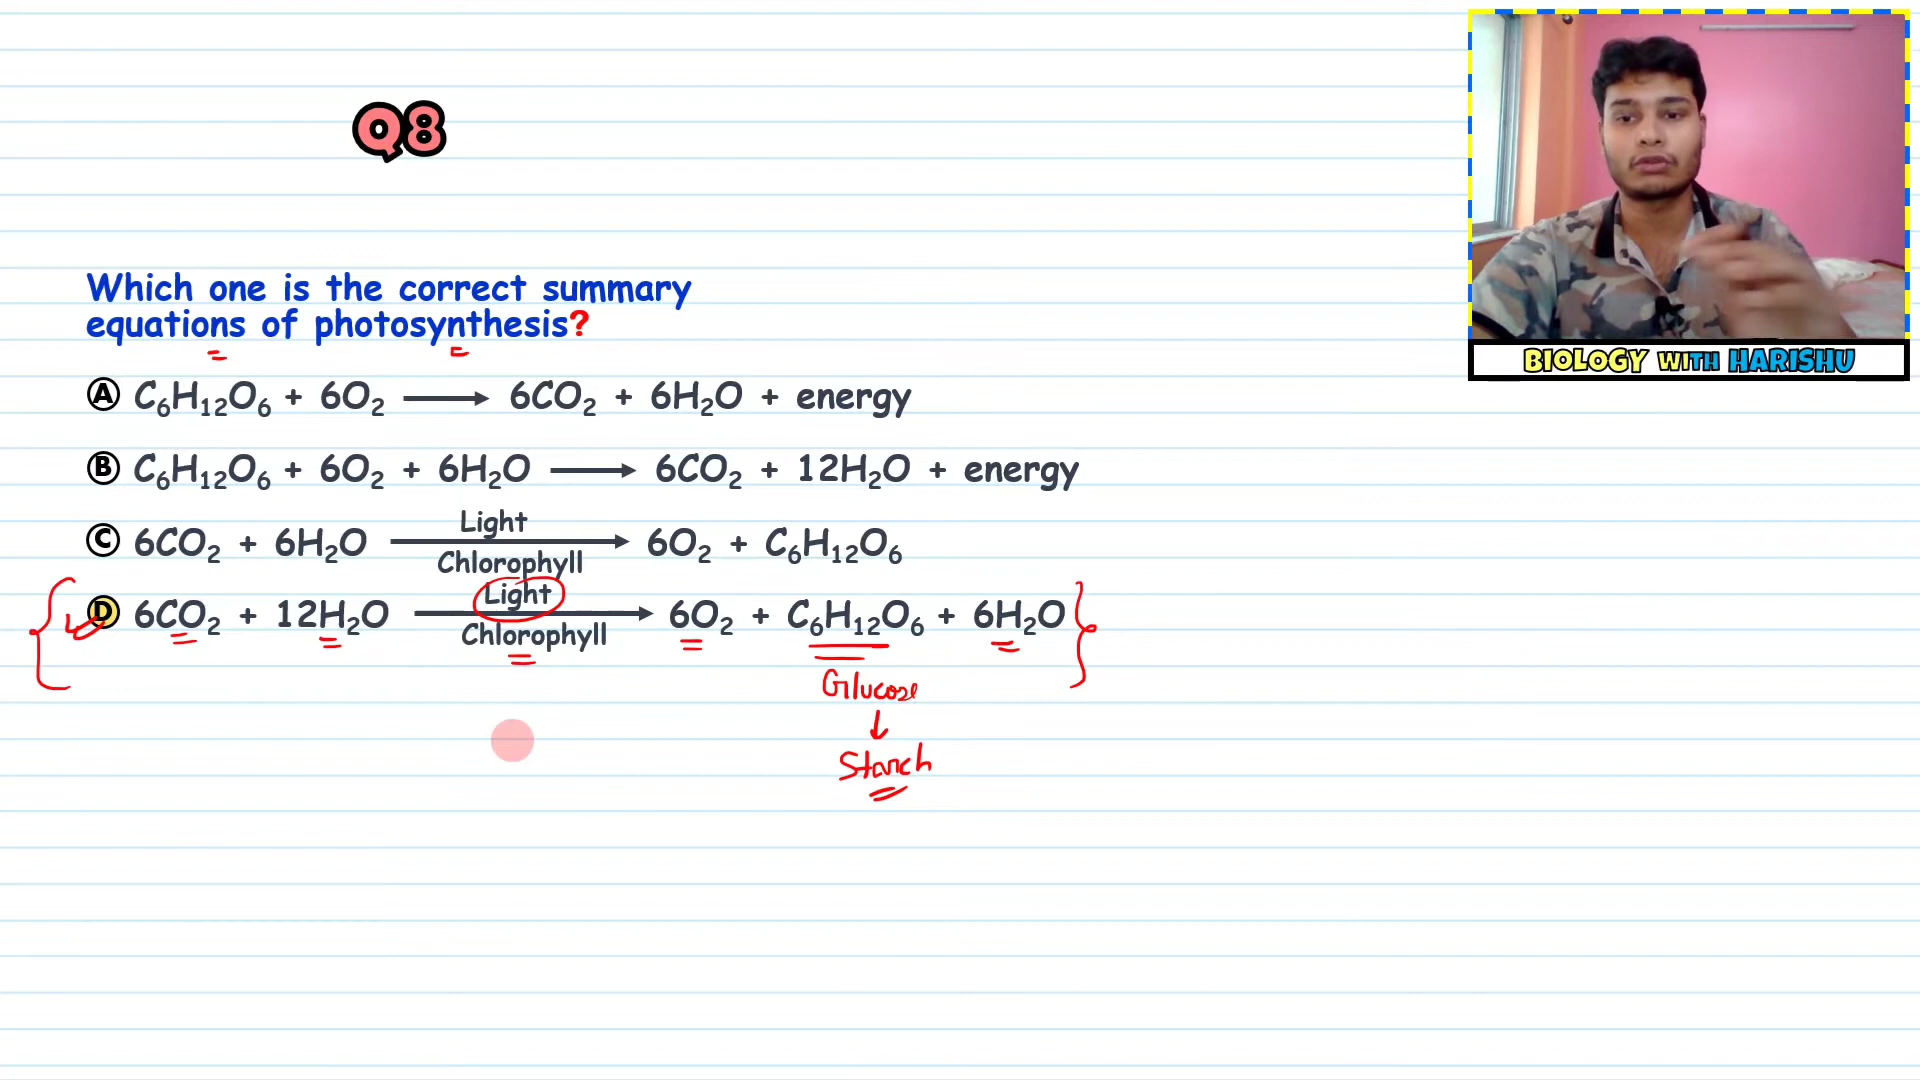 Q8
BIOLOGY WITH HARISHU
Which one is the correct summary
equations of photosynthesis?
A C₆H₁₂O₆ + 6O₂ ⟶ 6CO₂ + 6H₂O + energy
B C₆H₁₂O₆ + 6O₂ + 6H₂O ⟶ 6CO₂ + 12H₂O + energy
Light
C 6CO₂ + 6H₂O ⟶ 6O₂ + C₆H₁₂O₆
Chlorophyll
Light
D 6CO₂ + 12H₂O ⟶ 6O₂ + C₆H₁₂O₆ + 6H₂O
Chlorophyll
Glucose
↓
Starch